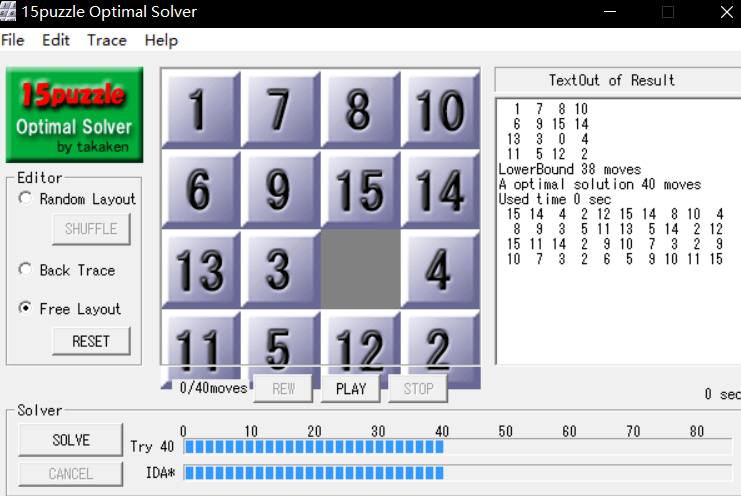 15puzzle Optimal Solver
File Edit Trace Help
15puzzle
Optimal Solver
by takaken
Editor
Random Layout
SHUFFLE
Back Trace
Free Layout
RESET
1 7 8 10
6 9 15 14
13 3 4
11 5 12 2
0/40moves REW PLAY STOP
TextOut of Result
1 7 8 10
6 9 15 14
13 3 0 4
11 5 12 2
LowerBound 38 moves
A optimal solution 40 moves
Used time 0 sec
15 14 4 2 12 15 14 8 10 4
8 9 3 5 11 13 5 14 2 12
15 11 14 2 9 10 7 3 2 9
10 7 3 2 6 5 9 10 11 15
0 sec
Solver
SOLVE
CANCEL
0 10 20 30 40 50 60 70 80
Try 40
IDA*